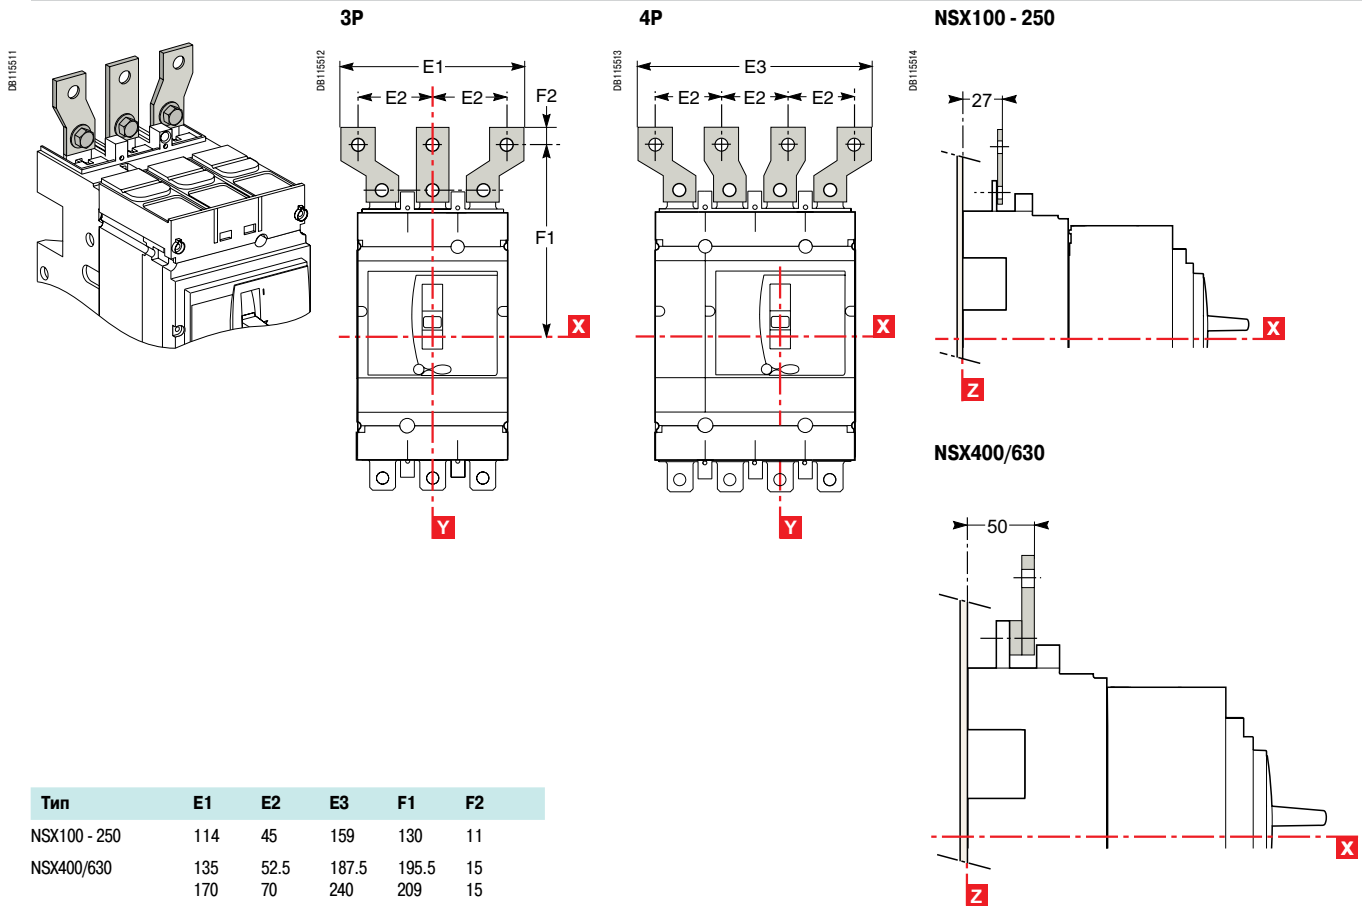 3P
4P
NSX100 - 250
DB115511
DB115512
DB115513
DB115514
E1
E2
E2
F2
F1
X
Y
E3
E2
E2
E2
X
Y
27
X
Z
NSX400/630
50
X
Z
Тип E1 E2 E3 F1 F2
NSX100 - 250 114 45 159 130 11
NSX400/630 135 52.5 187.5 195.5 15
170 70 240 209 15